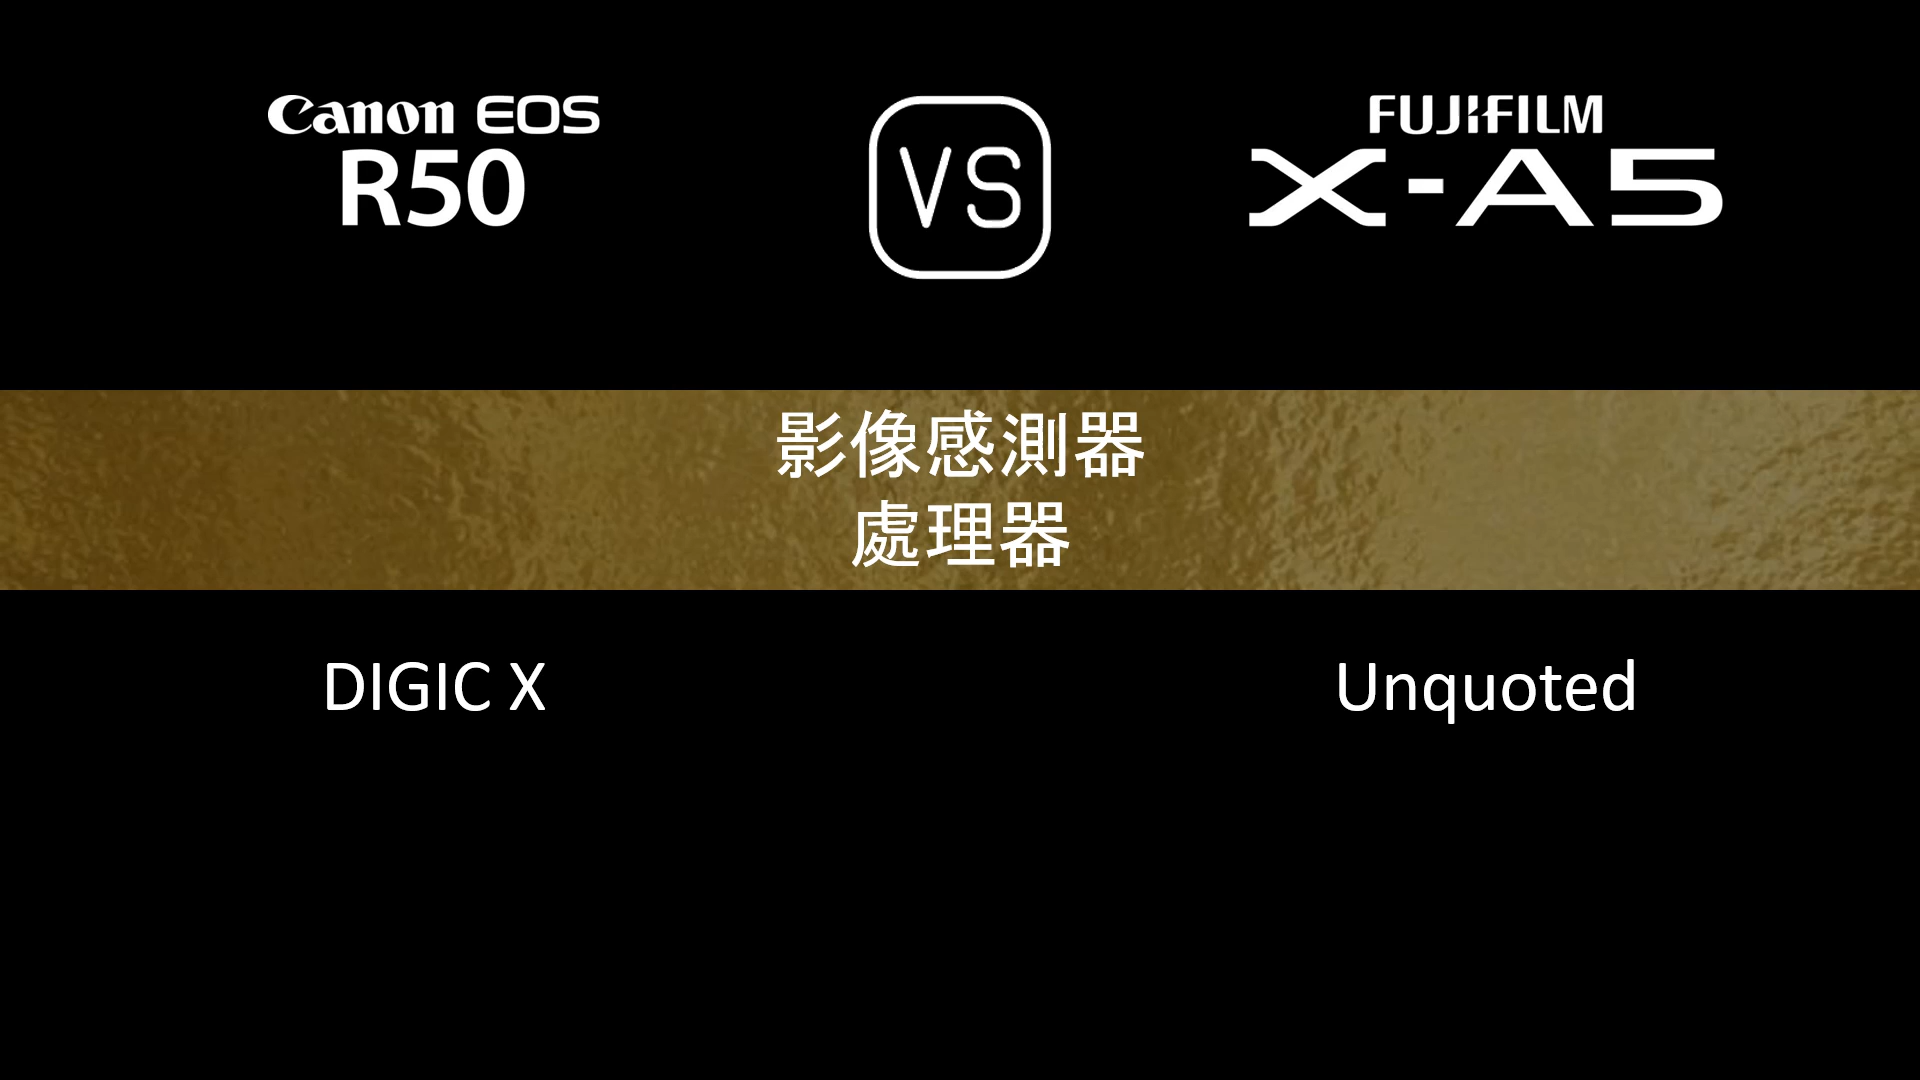 Canon EOS
R50
VS
FUJIFILM
X-A5
影像感測器
處理器
DIGIC X
Unquoted